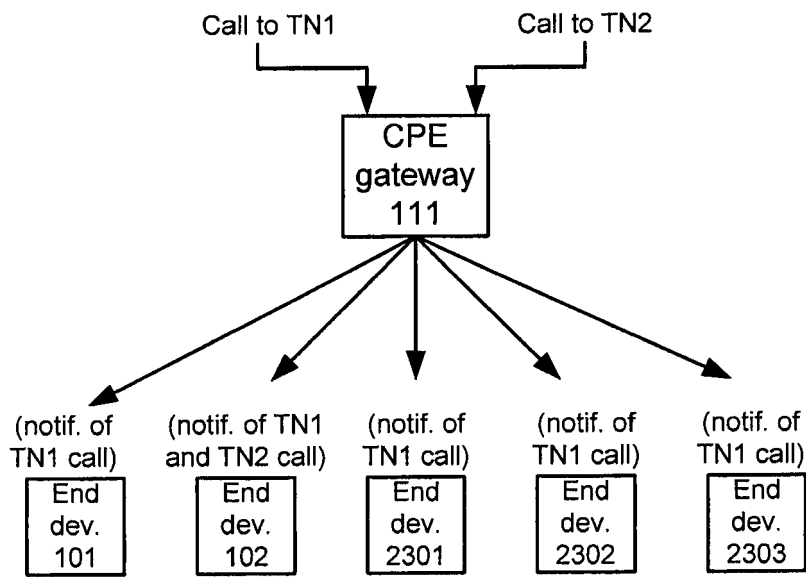 Call to TN1
Call to TN2
CPE
gateway
111
(notif. of
TN1 call)
(notif. of TN1
and TN2 call)
(notif. of
TN1 call)
(notif. of
TN1 call)
(notif. of
TN1 call)
End
dev.
101
End
dev.
102
End
dev.
2301
End
dev.
2302
End
dev.
2303